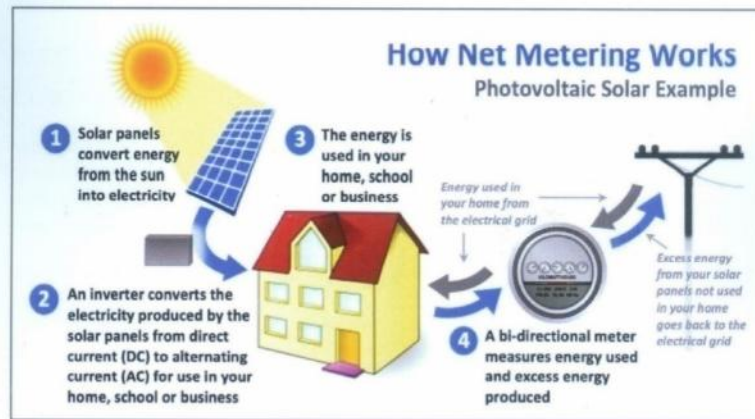 How Net Metering Works
Photovoltaic Solar Example
1 Solar panels
convert energy
from the sun
into electricity
2 An inverter converts the
electricity produced by the
solar panels from direct
current (DC) to alternating
current (AC) for use in your
home, school or business
3 The energy is
used in your
home, school
or business
Energy used in
your home from
the electrical grid
4 A bi-directional meter
measures energy used
and excess energy
produced
Excess energy
from your solar
panels not used
in your home
goes back to the
electrical grid